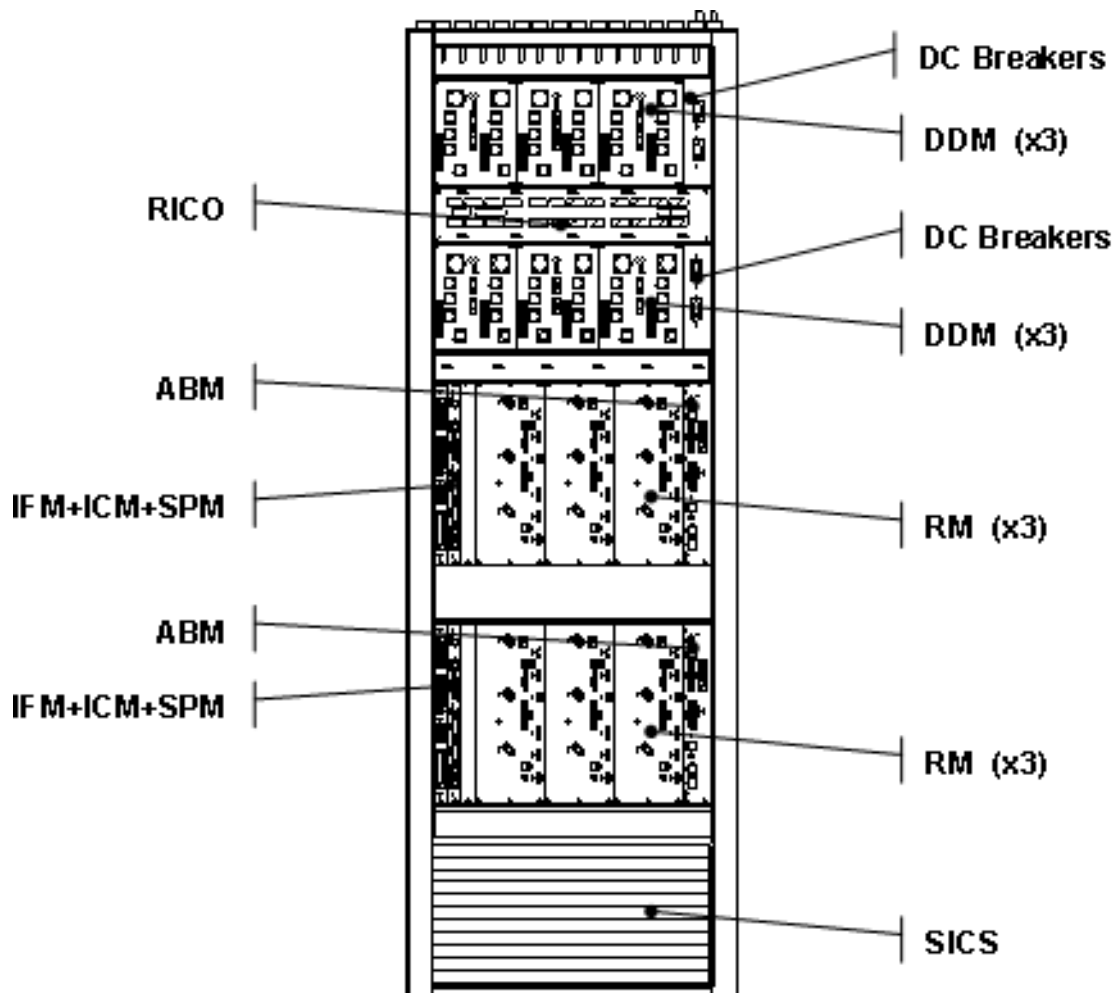 DC Breakers
DDM (x3)
RICO
DC Breakers
DDM (x3)
ABM
IFM+ICM+SPM
RM (x3)
ABM
IFM+ICM+SPM
RM (x3)
SICS